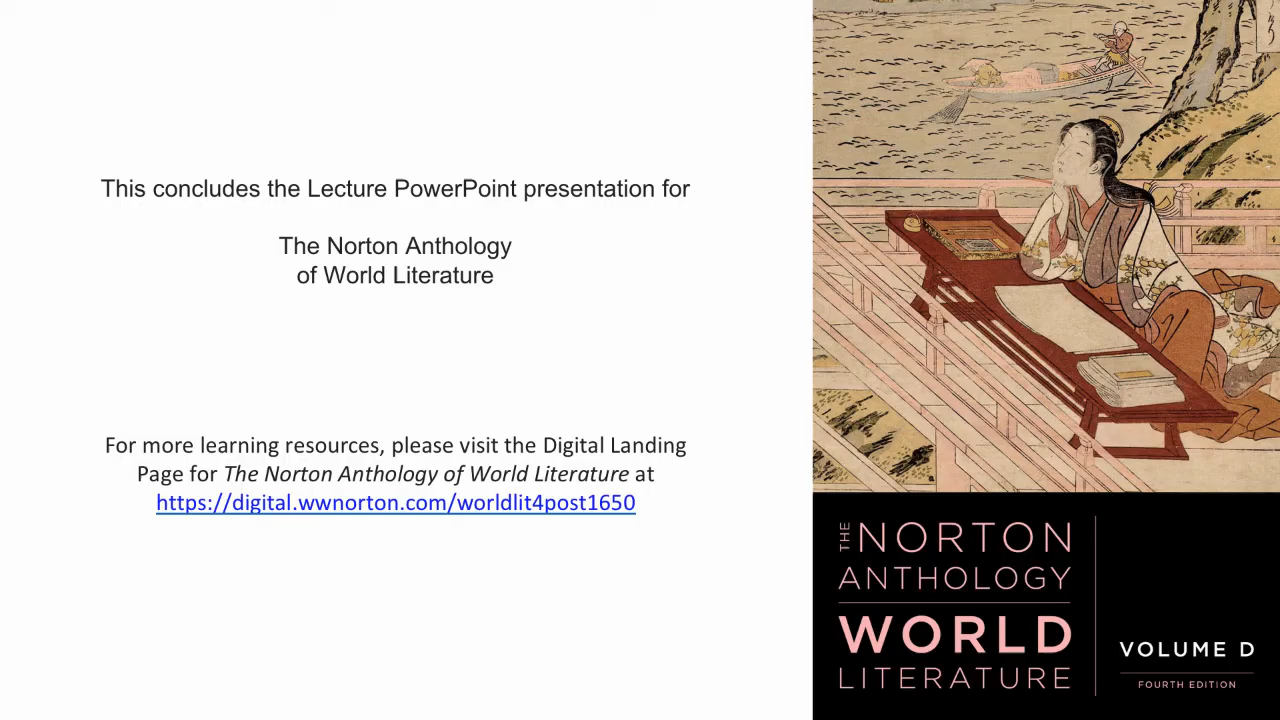 This concludes the Lecture PowerPoint presentation for
The Norton Anthology
of World Literature
For more learning resources, please visit the Digital Landing
Page for The Norton Anthology of World Literature at
https://digital.wwnorton.com/worldlit4post1650
THE NORTON
ANTHOLOGY
WORLD
LITERATURE
VOLUME D
FOURTH EDITION